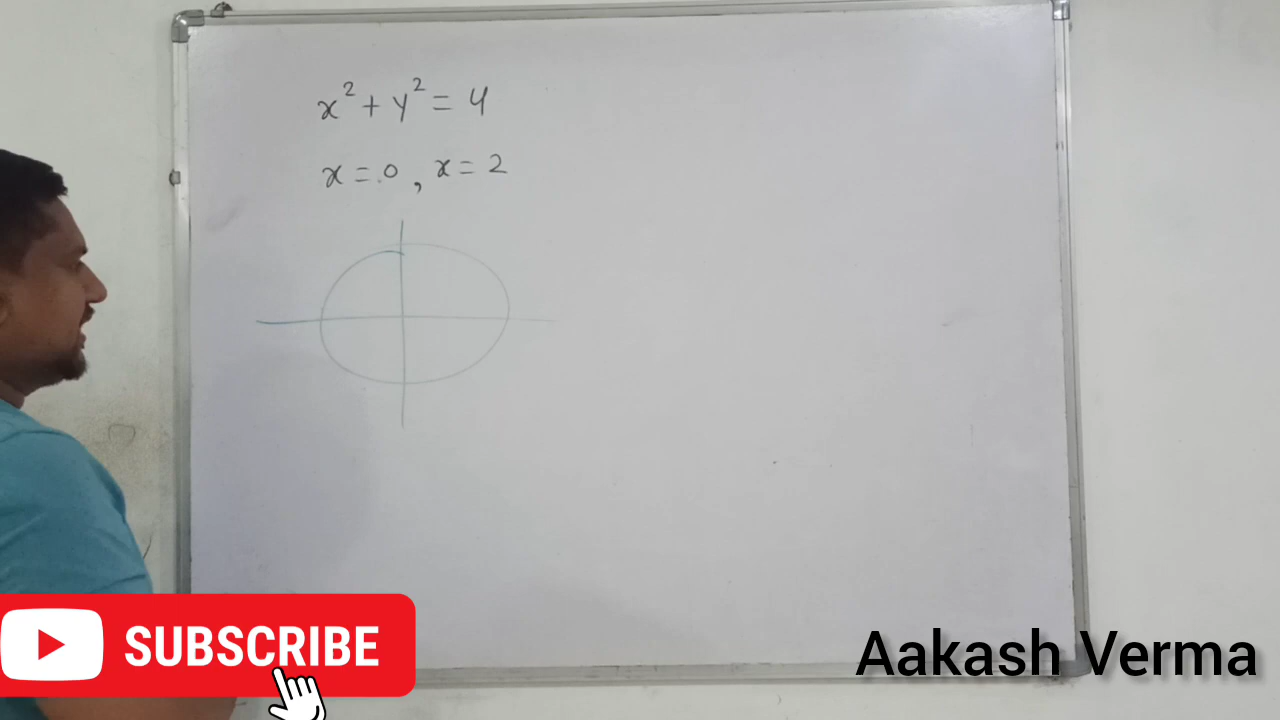 x² + y² = 4
x = 0 , x = 2
SUBSCRIBE
Aakash Verma